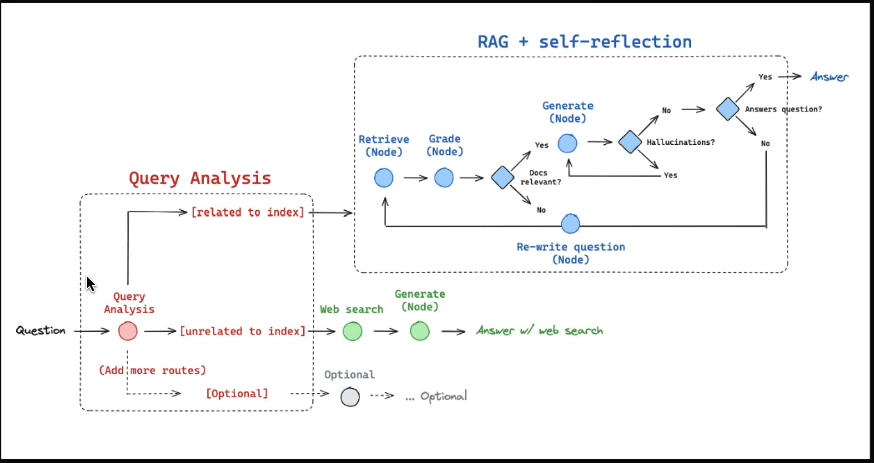 RAG + self-reflection
Yes
Answer
Generate
(Node)
No
Answers question?
Retrieve
(Node)
Grade
(Node)
Yes
Hallucinations?
No
Docs
relevant?
Yes
No
Re-write question
(Node)
Query Analysis
[related to index]
Query
Analysis
Question
[unrelated to index]
Web search
Generate
(Node)
Answer w/ web search
(Add more routes)
[Optional]
Optional
... Optional